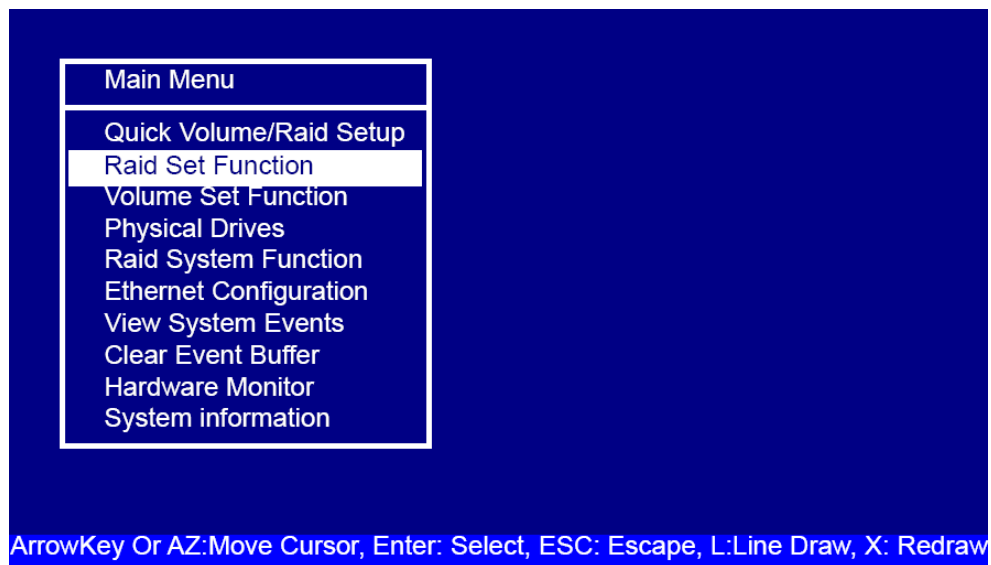 Main Menu
Quick Volume/Raid Setup
Raid Set Function
Volume Set Function
Physical Drives
Raid System Function
Ethernet Configuration
View System Events
Clear Event Buffer
Hardware Monitor
System information
ArrowKey Or AZ:Move Cursor, Enter: Select, ESC: Escape, L:Line Draw, X: Redraw